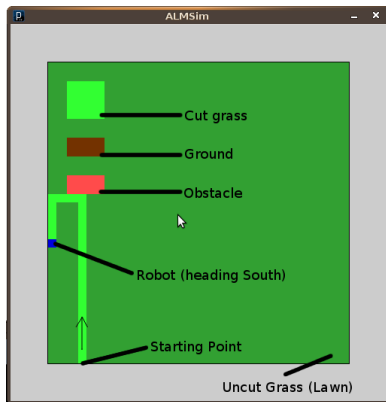 ALMSim
Cut grass
Ground
Obstacle
Robot (heading South)
Starting Point
Uncut Grass (Lawn)